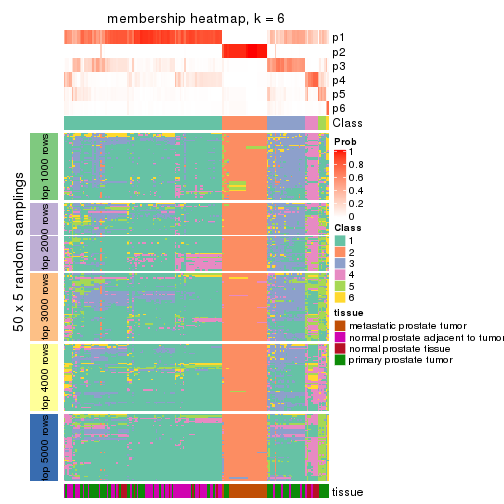 membership heatmap, k = 6
p1
p2
p3
p4
p5
p6
Class
50 x 5 random samplings
top 1000 rows
top 2000 rows
top 3000 rows
top 4000 rows
top 5000 rows
Prob
1
0.8
0.6
0.4
0.2
0
Class
1
2
3
4
5
6
tissue
metastatic prostate tumor
normal prostate adjacent to tumor
normal prostate tissue
primary prostate tumor
tissue